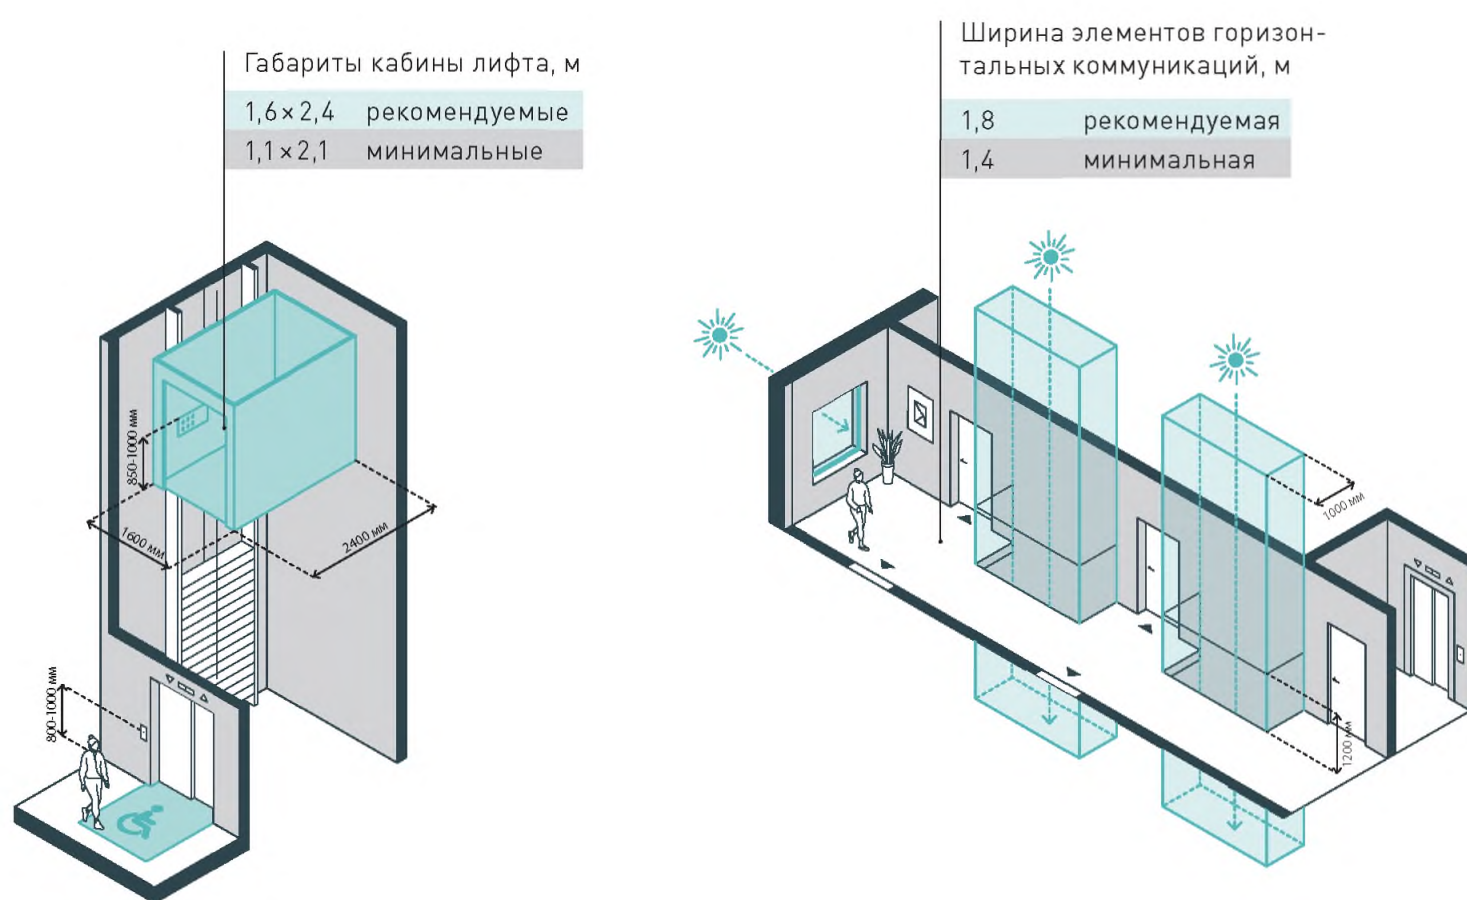 Габариты кабины лифта, м
1,6×2,4 рекомендуемые
1,1×2,1 минимальные
850-1000 мм
1600 мм
2400 мм
800-1000 мм
Ширина элементов горизон-
тальных коммуникаций, м
1,8 рекомендуемая
1,4 минимальная
1000 мм
1200 мм